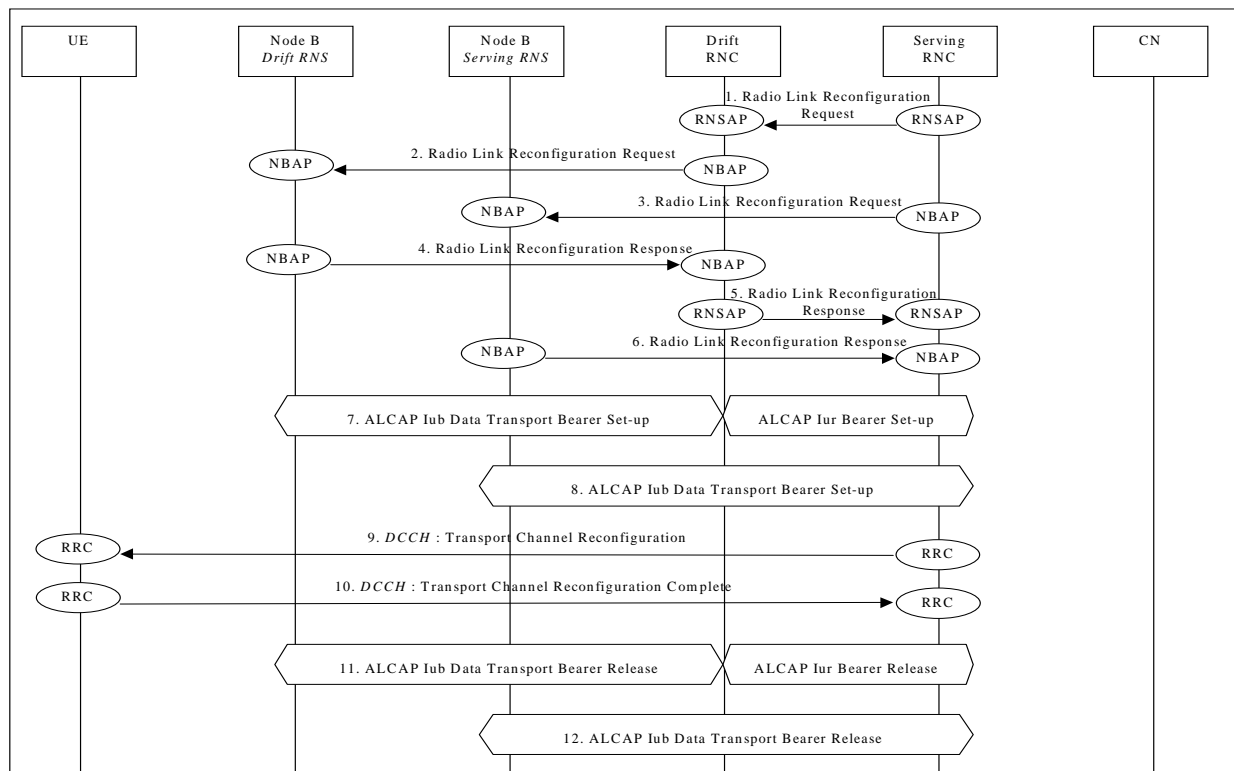 UE
Node B
Drift RNS
Node B
Serving RNS
Drift
RNC
Serving
RNC
CN
1. Radio Link Reconfiguration
Request
RNSAP
RNSAP
2. Radio Link Reconfiguration Request
NBAP
NBAP
3. Radio Link Reconfiguration Request
NBAP
NBAP
4. Radio Link Reconfiguration Response
NBAP
NBAP
5. Radio Link Reconfiguration
Response
RNSAP
RNSAP
6. Radio Link Reconfiguration Response
NBAP
NBAP
7. ALCAP Iub Data Transport Bearer Set-up
ALCAP Iur Bearer Set-up
8. ALCAP Iub Data Transport Bearer Set-up
9. DCCH : Transport Channel Reconfiguration
RRC
RRC
10. DCCH : Transport Channel Reconfiguration Complete
RRC
RRC
11. ALCAP Iub Data Transport Bearer Release
ALCAP Iur Bearer Release
12. ALCAP Iub Data Transport Bearer Release